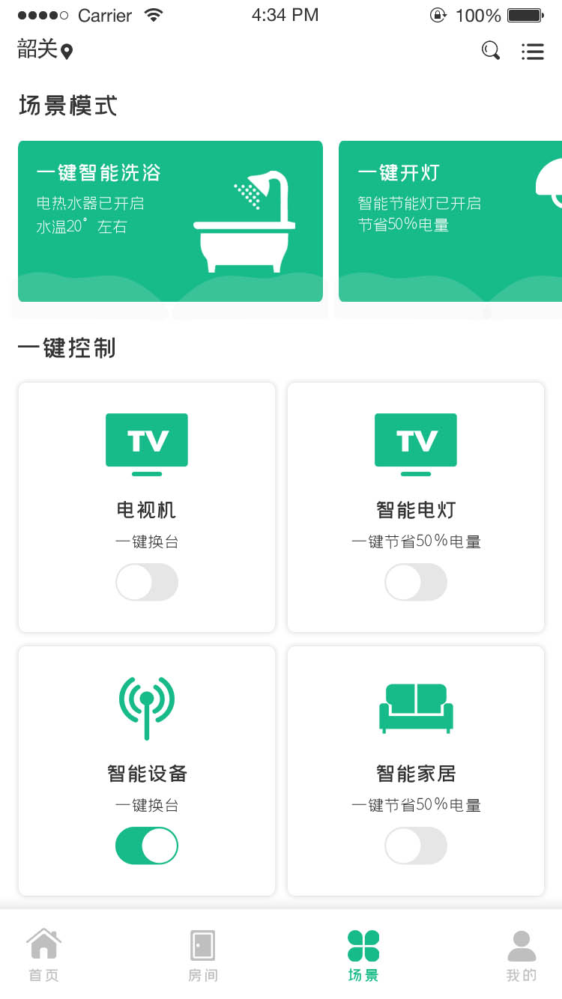 Carrier 4:34 PM 100%
韶关
场景模式
一键智能洗浴
电热水器已开启
水温20° 左右
一键开灯
智能节能灯已开启
节省50%电量
一键控制
TV
电视机
一键换台
TV
智能电灯
一键节省50%电量
智能设备
一键换台
智能家居
一键节省50%电量
首页 房间 场景 我的